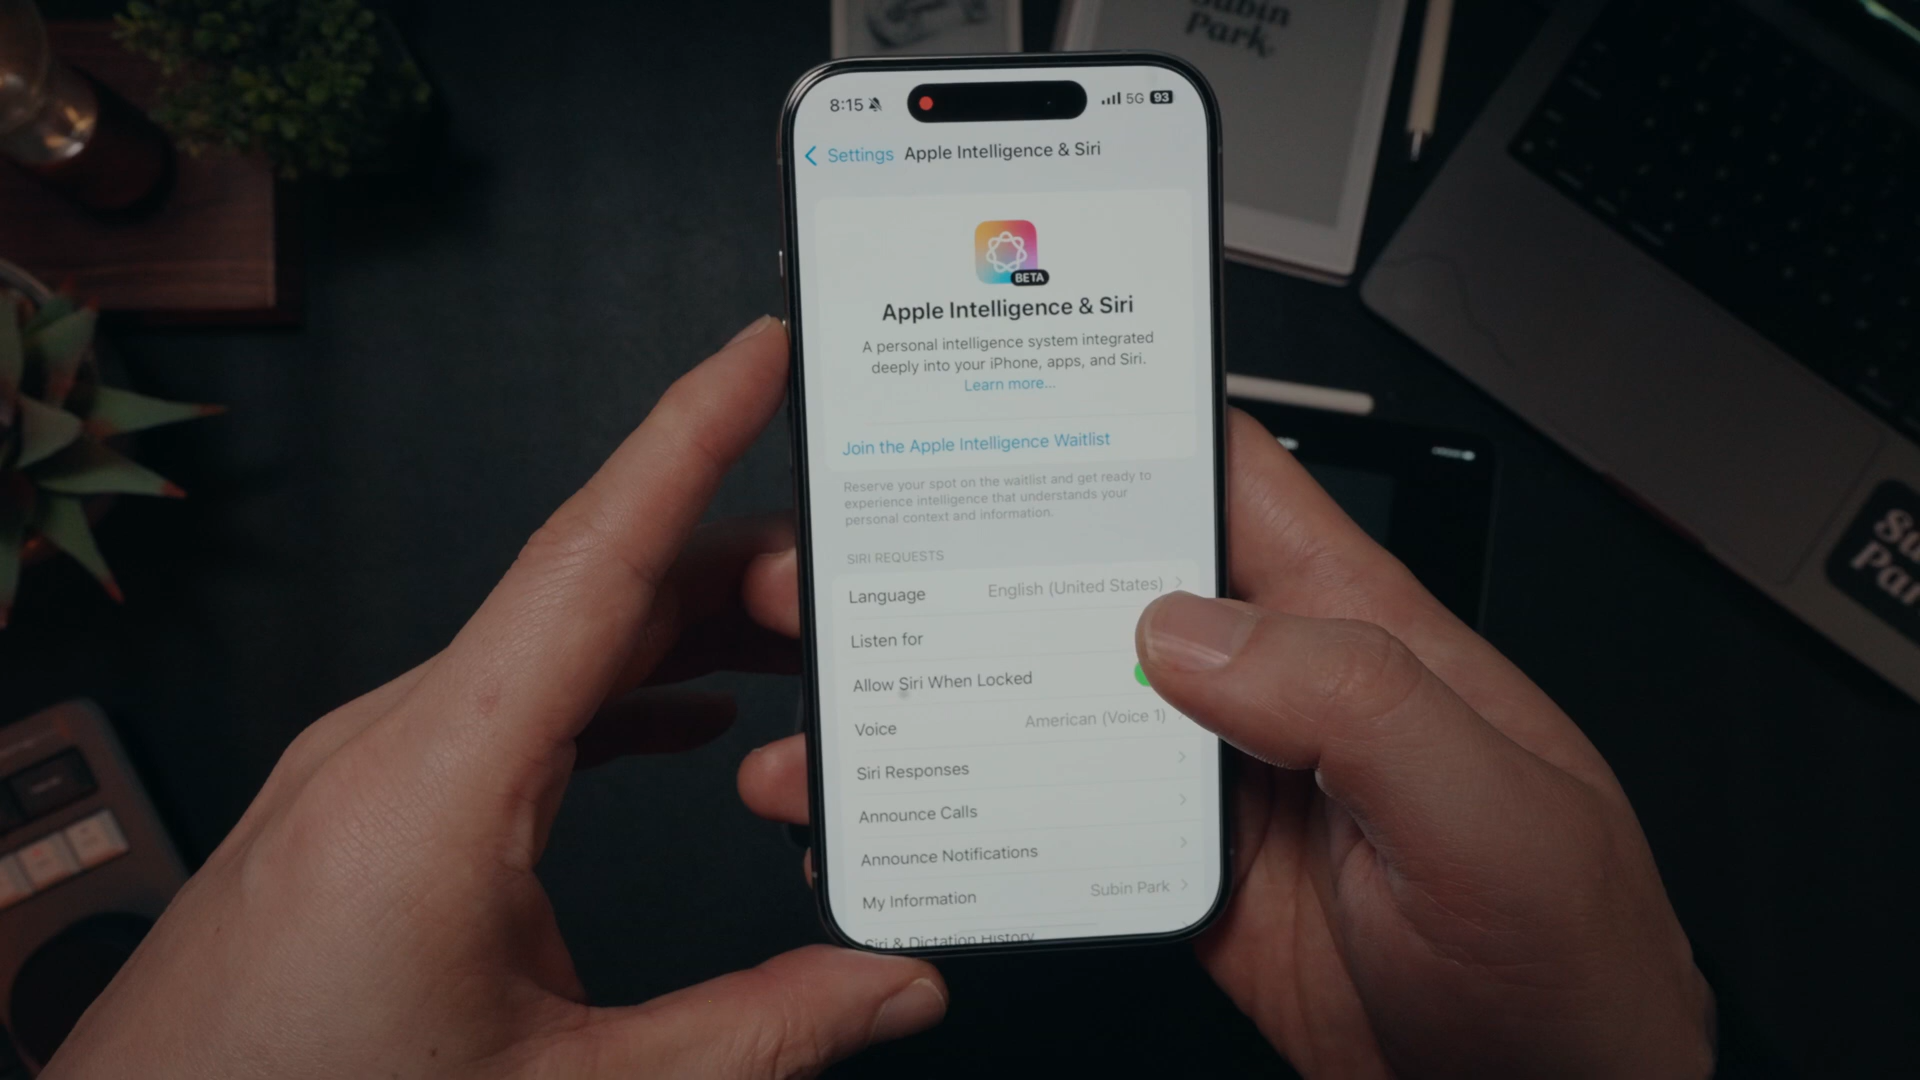 Subin
Park.
8:15
5G
93
Settings
Apple Intelligence & Siri
BETA
Apple Intelligence & Siri
A personal intelligence system integrated
deeply into your iPhone, apps, and Siri.
Learn more...
Join the Apple Intelligence Waitlist
Reserve your spot on the waitlist and get ready to
experience intelligence that understands your
personal context and information.
SIRI REQUESTS
Language English (United States)
Listen for
Allow Siri When Locked
Voice American (Voice 1)
Siri Responses
Announce Calls
Announce Notifications
My Information Subin Park
Siri & Dictation History